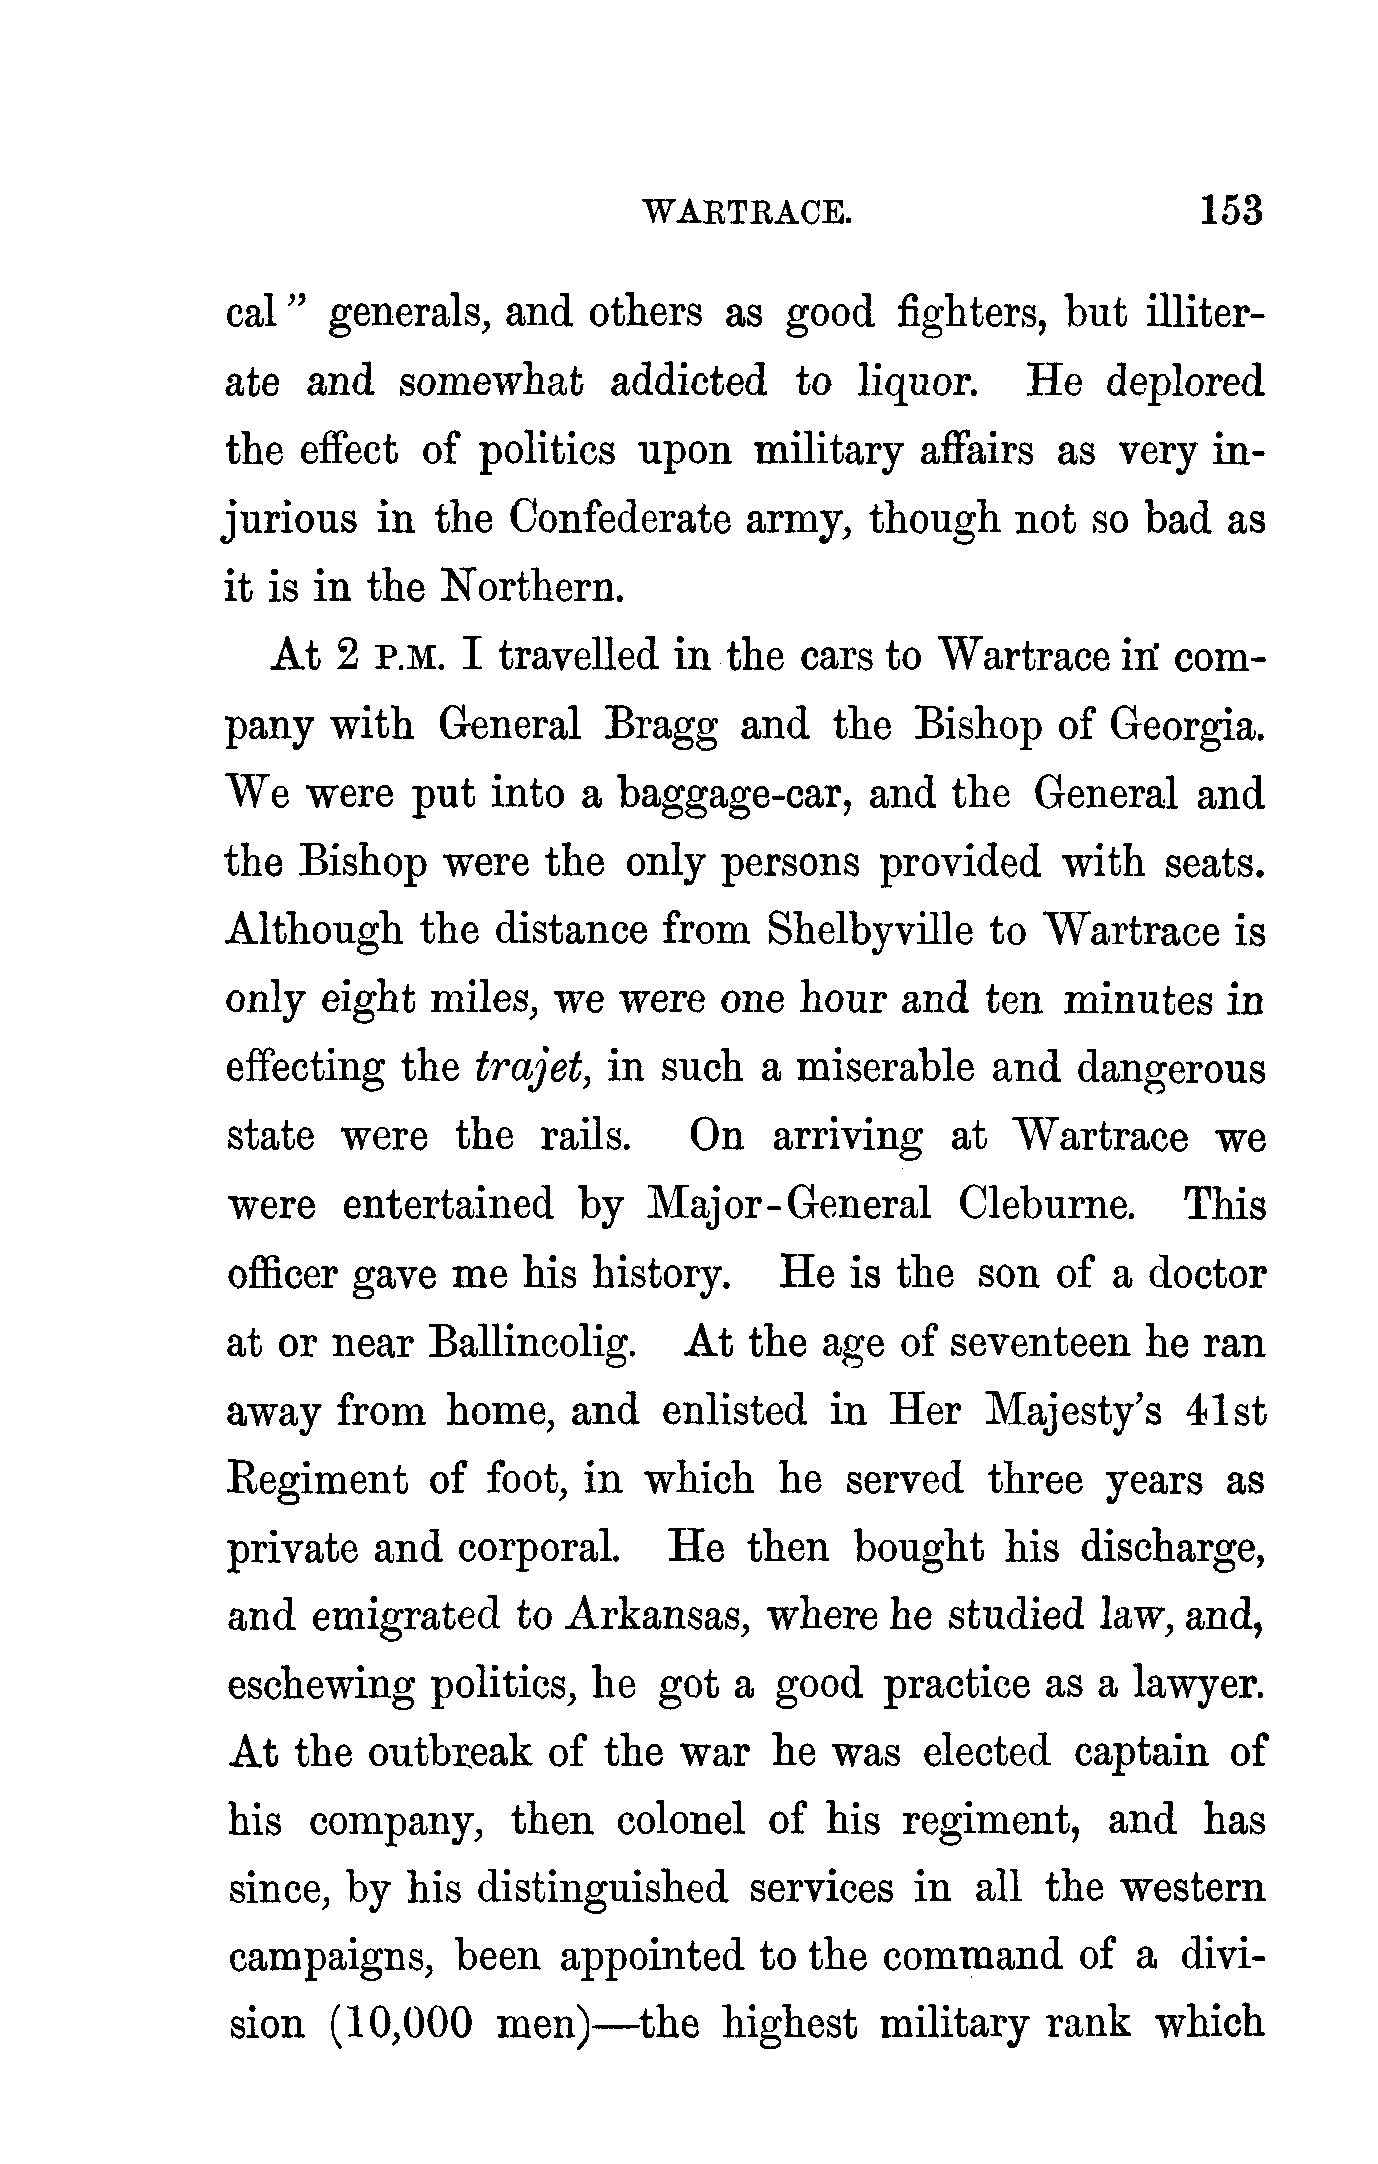 WARTRACE. 153
cal" generals, and others as good fighters, but illiter-
ate and somewhat addicted to liquor. He deplored
the effect of politics upon military affairs as very in-
jurious in the Confederate army, though not so bad as
it is in the Northern.
At 2 P.M. I travelled in the cars to Wartrace in com-
pany with General Bragg and the Bishop of Georgia.
We were put into a baggage-car, and the General and
the Bishop were the only persons provided with seats.
Although the distance from Shelbyville to Wartrace is
only eight miles, we were one hour and ten minutes in
effecting the trajet, in such a miserable and dangerous
state were the rails. On arriving at Wartrace we
were entertained by Major-General Cleburne. This
officer gave me his history. He is the son of a doctor
at or near Ballincolig. At the age of seventeen he ran
away from home, and enlisted in Her Majesty's 41st
Regiment of foot, in which he served three years as
private and corporal. He then bought his discharge,
and emigrated to Arkansas, where he studied law, and,
eschewing politics, he got a good practice as a lawyer.
At the outbreak of the war he was elected captain of
his company, then colonel of his regiment, and has
since, by his distinguished services in all the western
campaigns, been appointed to the command of a divi-
sion (10,000 men)—the highest military rank which